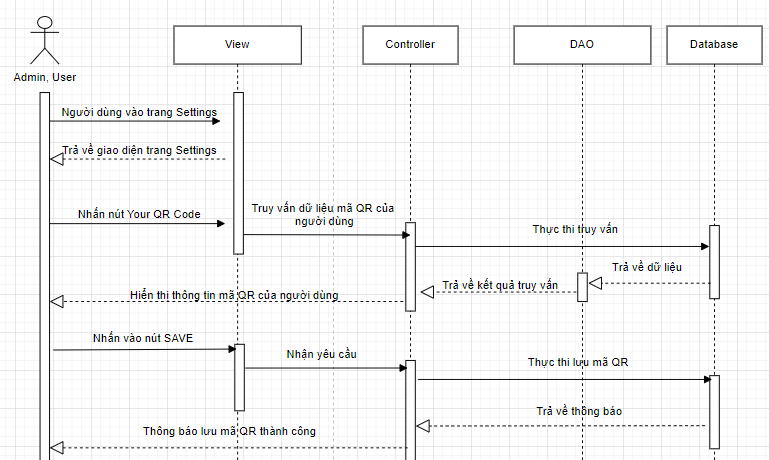 View
Controller
DAO
Database
Admin, User
Người dùng vào trang Settings
Trả về giao diện trang Settings
Nhấn nút Your QR Code
Truy vấn dữ liệu mã QR của
người dùng
Thực thi truy vấn
Trả về dữ liệu
Trả về kết quả truy vấn
Hiển thị thông tin mã QR của người dùng
Nhấn vào nút SAVE
Nhận yêu cầu
Thực thi lưu mã QR
Trả về thông báo
Thông báo lưu mã QR thành công